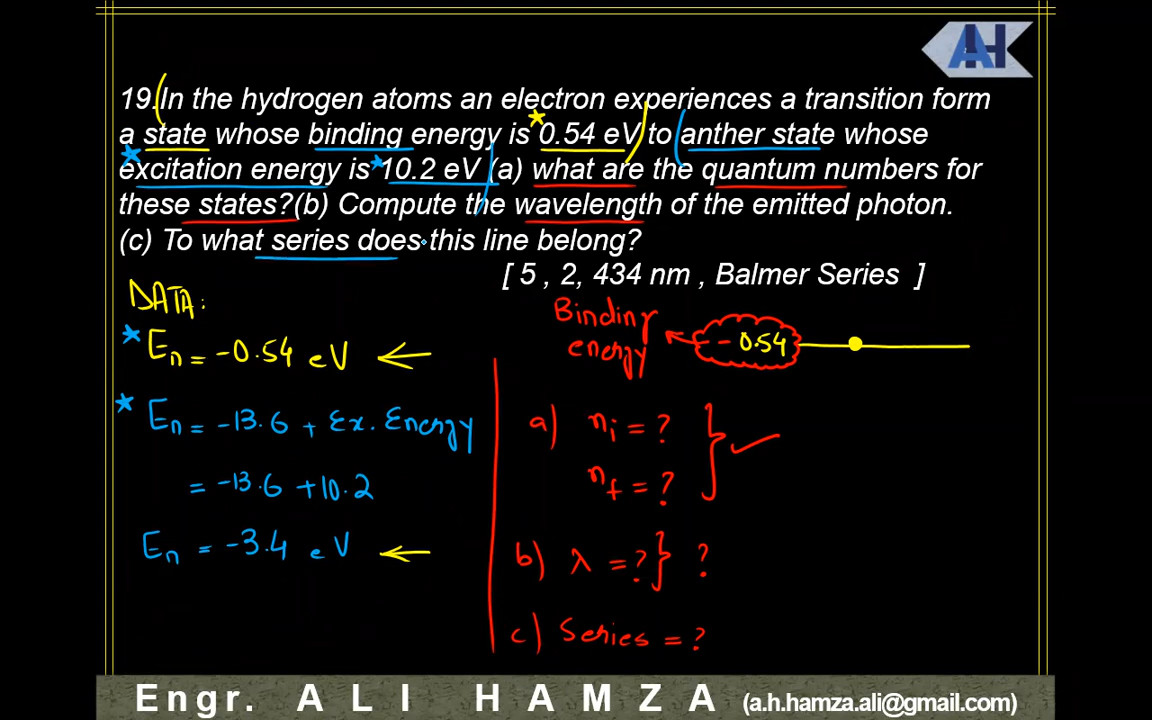 AH
19.(In the hydrogen atoms an electron experiences a transition form
a state whose binding energy is *0.54 eV) to (anther state whose
*excitation energy is *10.2 eV (a) what are the quantum numbers for
these states?(b) Compute the wavelength of the emitted photon.
(c) To what series does this line belong?
[ 5 , 2, 434 nm , Balmer Series ]
DATA:
* En = -0.54 eV
* En = -13.6 + Ex. Energy
= -13.6 + 10.2
En = -3.4 eV
Binding
energy
- 0.54
a) ni = ?
nf = ?
b) λ = ? } ?
c) Series = ?
Engr. ALI HAMZA (a.h.hamza.ali@gmail.com)